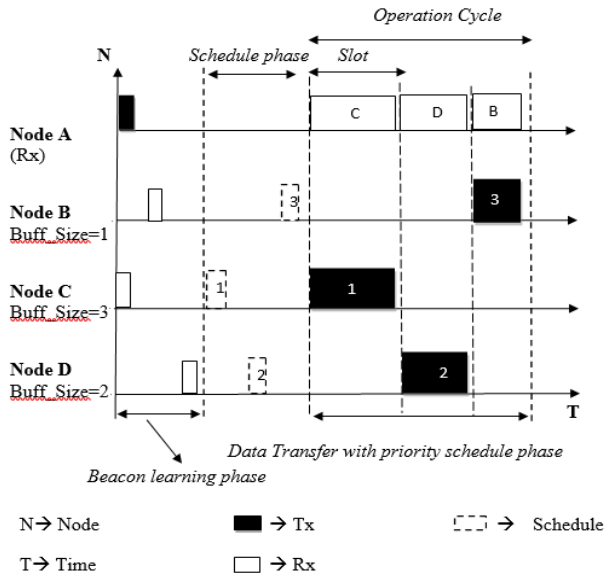 Operation Cycle
N
Schedule phase
Slot
C
D
B
Node A
(Rx)
3
3
Node B
Buff_Size=1
1
1
Node C
Buff_Size=3
2
2
Node D
Buff_Size=2
T
Data Transfer with priority schedule phase
Beacon learning phase
N→ Node
→ Tx
→ Schedule
T→ Time
→ Rx